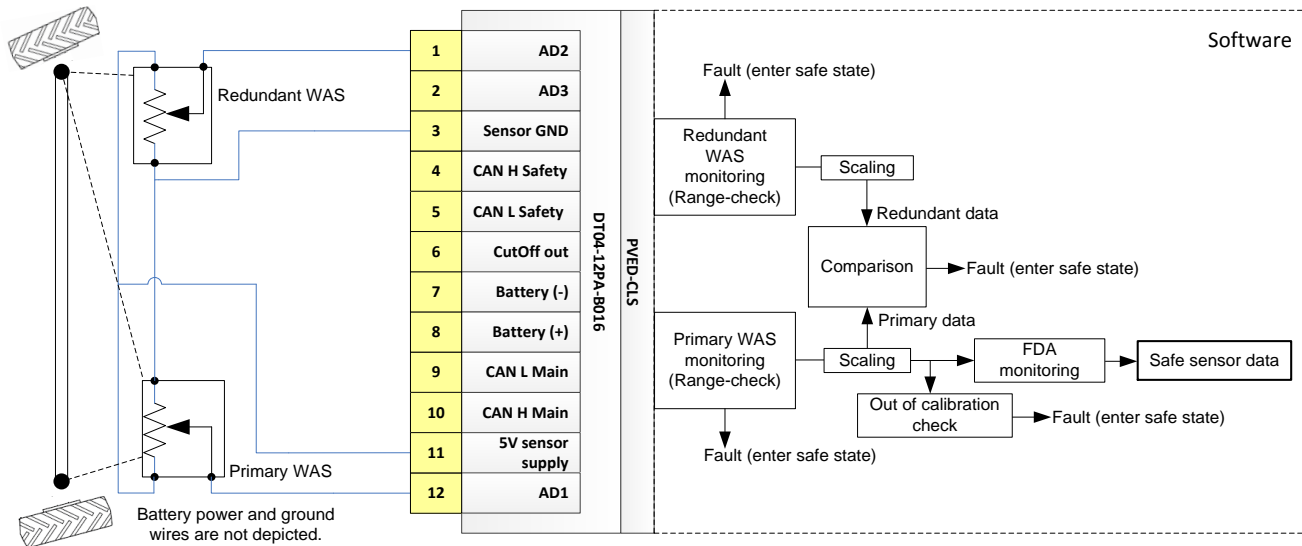 Redundant WAS
Primary WAS
Battery power and ground
wires are not depicted.
1 AD2
2 AD3
3 Sensor GND
4 CAN H Safety
5 CAN L Safety
6 CutOff out
7 Battery (-)
8 Battery (+)
9 CAN L Main
10 CAN H Main
11 5V sensor
supply
12 AD1
DT04-12PA-B016
PVED-CLS
Software
Fault (enter safe state)
Redundant
WAS
monitoring
(Range-check)
Scaling
Redundant data
Comparison
Fault (enter safe state)
Primary data
Primary WAS
monitoring
(Range-check)
Scaling
FDA
monitoring
Safe sensor data
Out of calibration
check
Fault (enter safe state)
Fault (enter safe state)